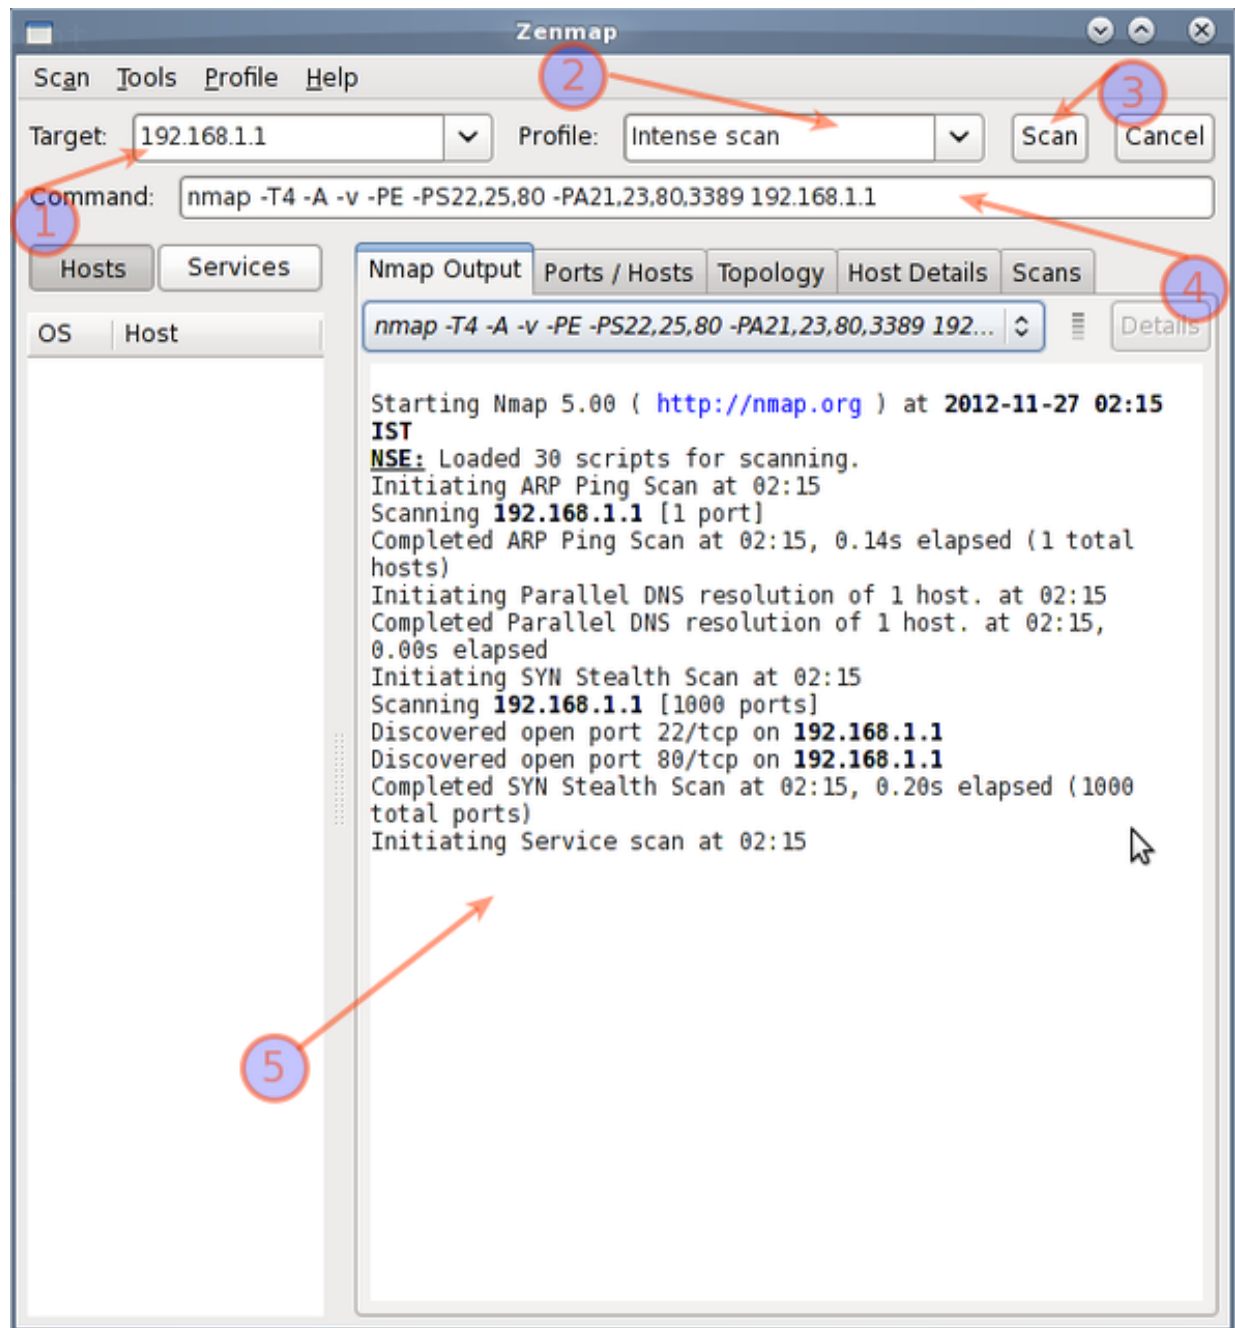 Zenmap
Scan Tools Profile Help
2
3
Target: 192.168.1.1 Profile: Intense scan Scan Cancel
Command: nmap -T4 -A -v -PE -PS22,25,80 -PA21,23,80,3389 192.168.1.1
1
Hosts Services Nmap Output Ports / Hosts Topology Host Details Scans
4
OS Host nmap -T4 -A -v -PE -PS22,25,80 -PA21,23,80,3389 192... Details
Starting Nmap 5.00 ( http://nmap.org ) at 2012-11-27 02:15
IST
NSE: Loaded 30 scripts for scanning.
Initiating ARP Ping Scan at 02:15
Scanning 192.168.1.1 [1 port]
Completed ARP Ping Scan at 02:15, 0.14s elapsed (1 total
hosts)
Initiating Parallel DNS resolution of 1 host. at 02:15
Completed Parallel DNS resolution of 1 host. at 02:15,
0.00s elapsed
Initiating SYN Stealth Scan at 02:15
Scanning 192.168.1.1 [1000 ports]
Discovered open port 22/tcp on 192.168.1.1
Discovered open port 80/tcp on 192.168.1.1
Completed SYN Stealth Scan at 02:15, 0.20s elapsed (1000
total ports)
Initiating Service scan at 02:15
5